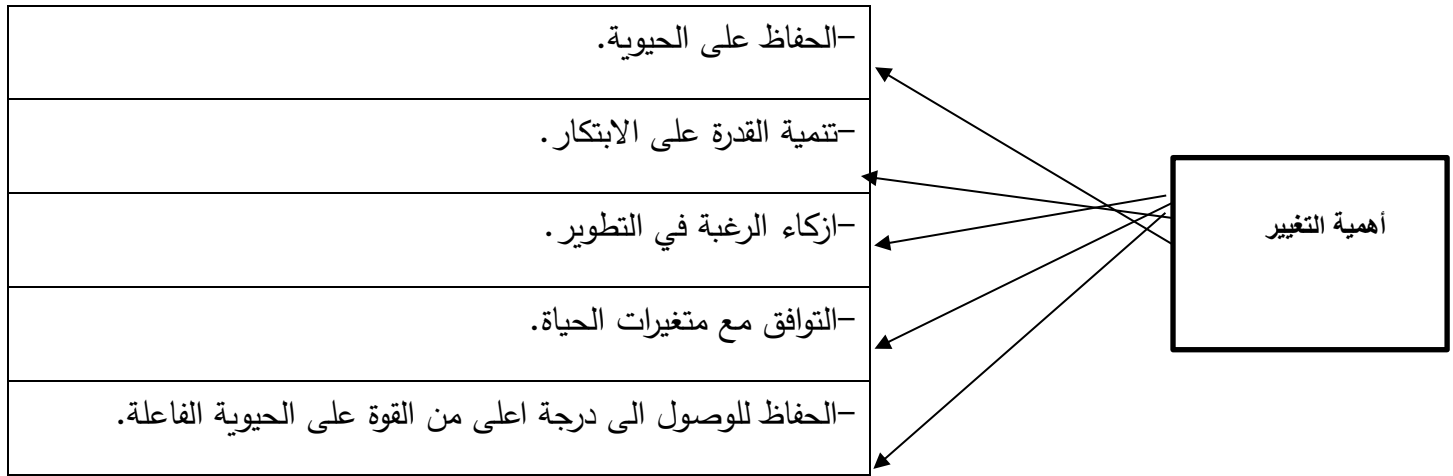 أهمية التغيير
-الحفاظ على الحيوية.
-تنمية القدرة على الابتكار.
-ازكاء الرغبة في التطوير.
-التوافق مع متغيرات الحياة.
-الحفاظ للوصول الى درجة اعلى من القوة على الحيوية الفاعلة.